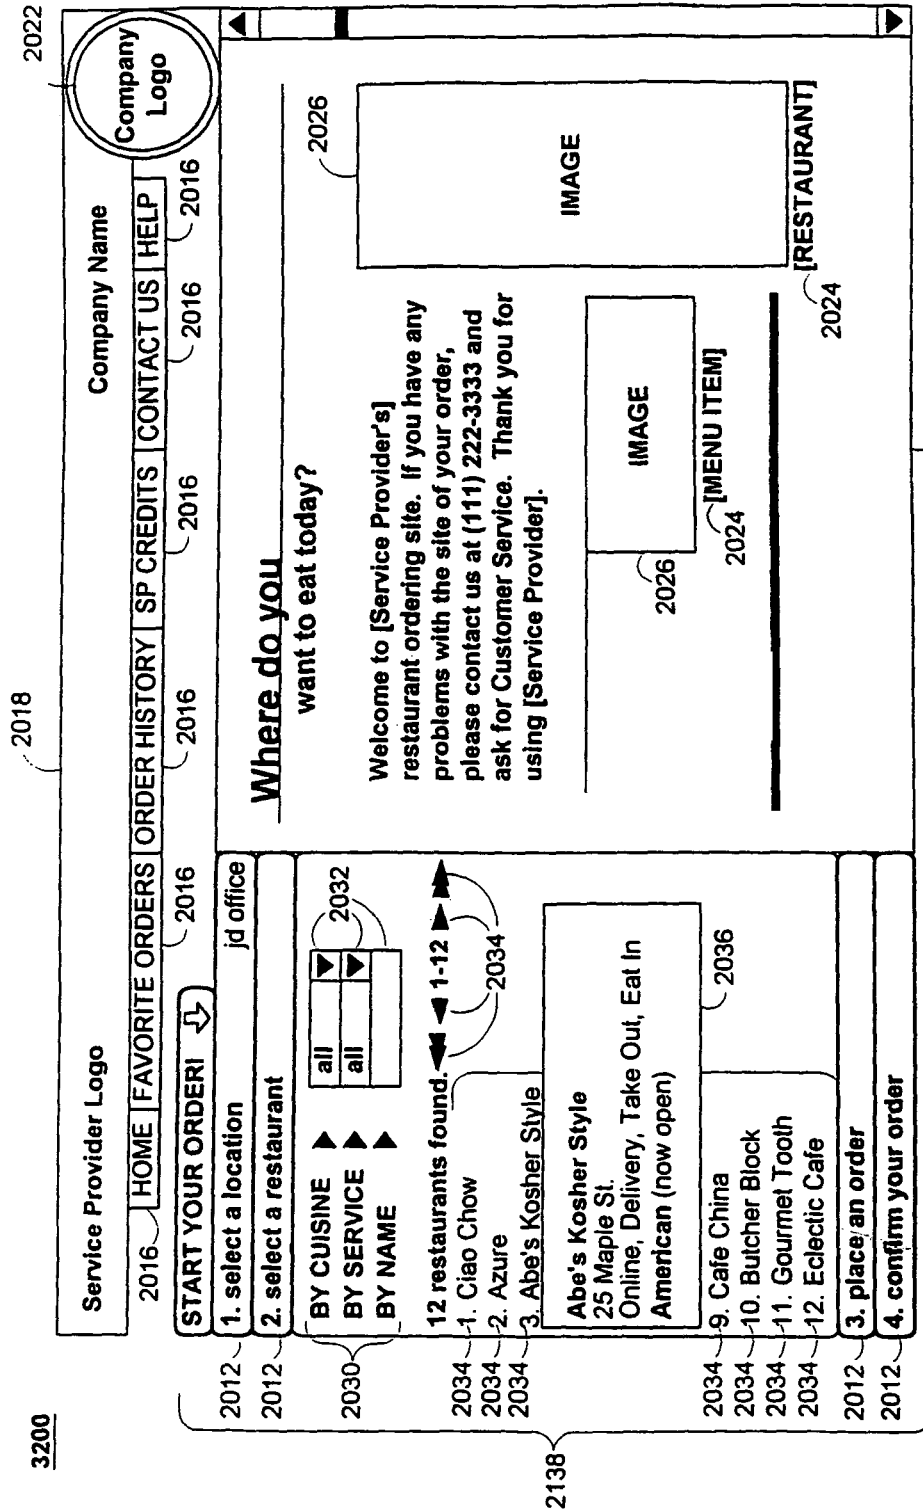 3200
2018
2022
Service Provider Logo
Company Name
Company
Logo
2016
HOME
FAVORITE ORDERS
ORDER HISTORY
SP CREDITS
CONTACT US
HELP
2016
2016
2016
2016
2016
START YOUR ORDER!
2012
1. select a location
jd office
2012
2. select a restaurant
2030
BY CUISINE
all
BY SERVICE
all
BY NAME
2032
12 restaurants found.
1-12
2034
2034
1. Ciao Chow
2034
2. Azure
2034
3. Abe's Kosher Style
Abe's Kosher Style
25 Maple St.
Online, Delivery, Take Out, Eat In
American (now open)
2036
2034
9. Cafe China
2034
10. Butcher Block
2034
11. Gourmet Tooth
2034
12. Eclectic Cafe
2012
3. place an order
2012
4. confirm your order
2138
Where do you
want to eat today?
Welcome to [Service Provider's]
restaurant ordering site. If you have any
problems with the site of your order,
please contact us at (111) 222-3333 and
ask for Customer Service. Thank you for
using [Service Provider].
2026
IMAGE
[RESTAURANT]
2024
IMAGE
2026
[MENU ITEM]
2024